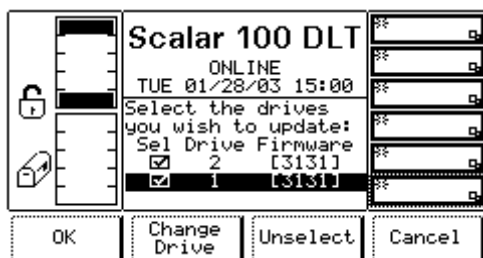 Scalar 100 DLT
ONLINE
TUE 01/28/03 15:00
Select the drives
you wish to update:
Sel Drive Firmware
2 [3131]
1 [3131]
OK
Change
Drive
Unselect
Cancel